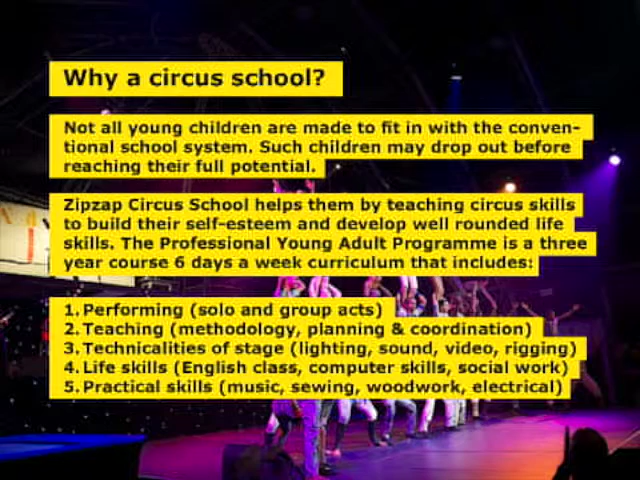 Why a circus school?
Not all young children are made to fit in with the conven-
tional school system. Such children may drop out before
reaching their full potential.
Zipzap Circus School helps them by teaching circus skills
to build their self-esteem and develop well rounded life
skills. The Professional Young Adult Programme is a three
year course 6 days a week curriculum that includes:
1. Performing (solo and group acts)
2. Teaching (methodology, planning & coordination)
3. Technicalities of stage (lighting, sound, video, rigging)
4. Life skills (English class, computer skills, social work)
5. Practical skills (music, sewing, woodwork, electrical)